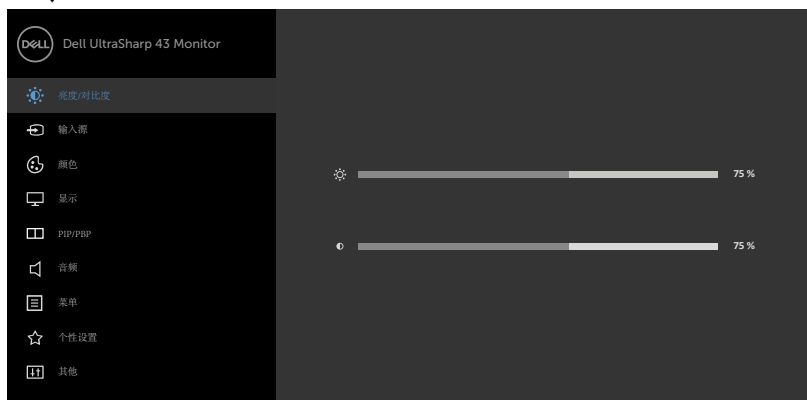 DELL
Dell UltraSharp 43 Monitor
亮度/对比度
输入源
颜色
显示
PIP/PBP
音频
菜单
个性设置
其他
75 %
75 %